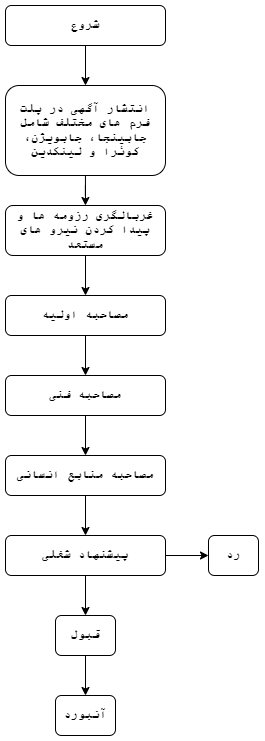 شروع
انتشار آگهی در پلت
فرم های مختلف شامل
جابینجا، جابویژن،
کوئرا و لینکدین
غربالگری رزومه ها و
پیدا کردن نیرو های
مستعد
مصاحبه اولیه
مصاحبه فنی
مصاحبه منابع انسانی
پیشنهاد شغلی
رد
قبول
آنبورد